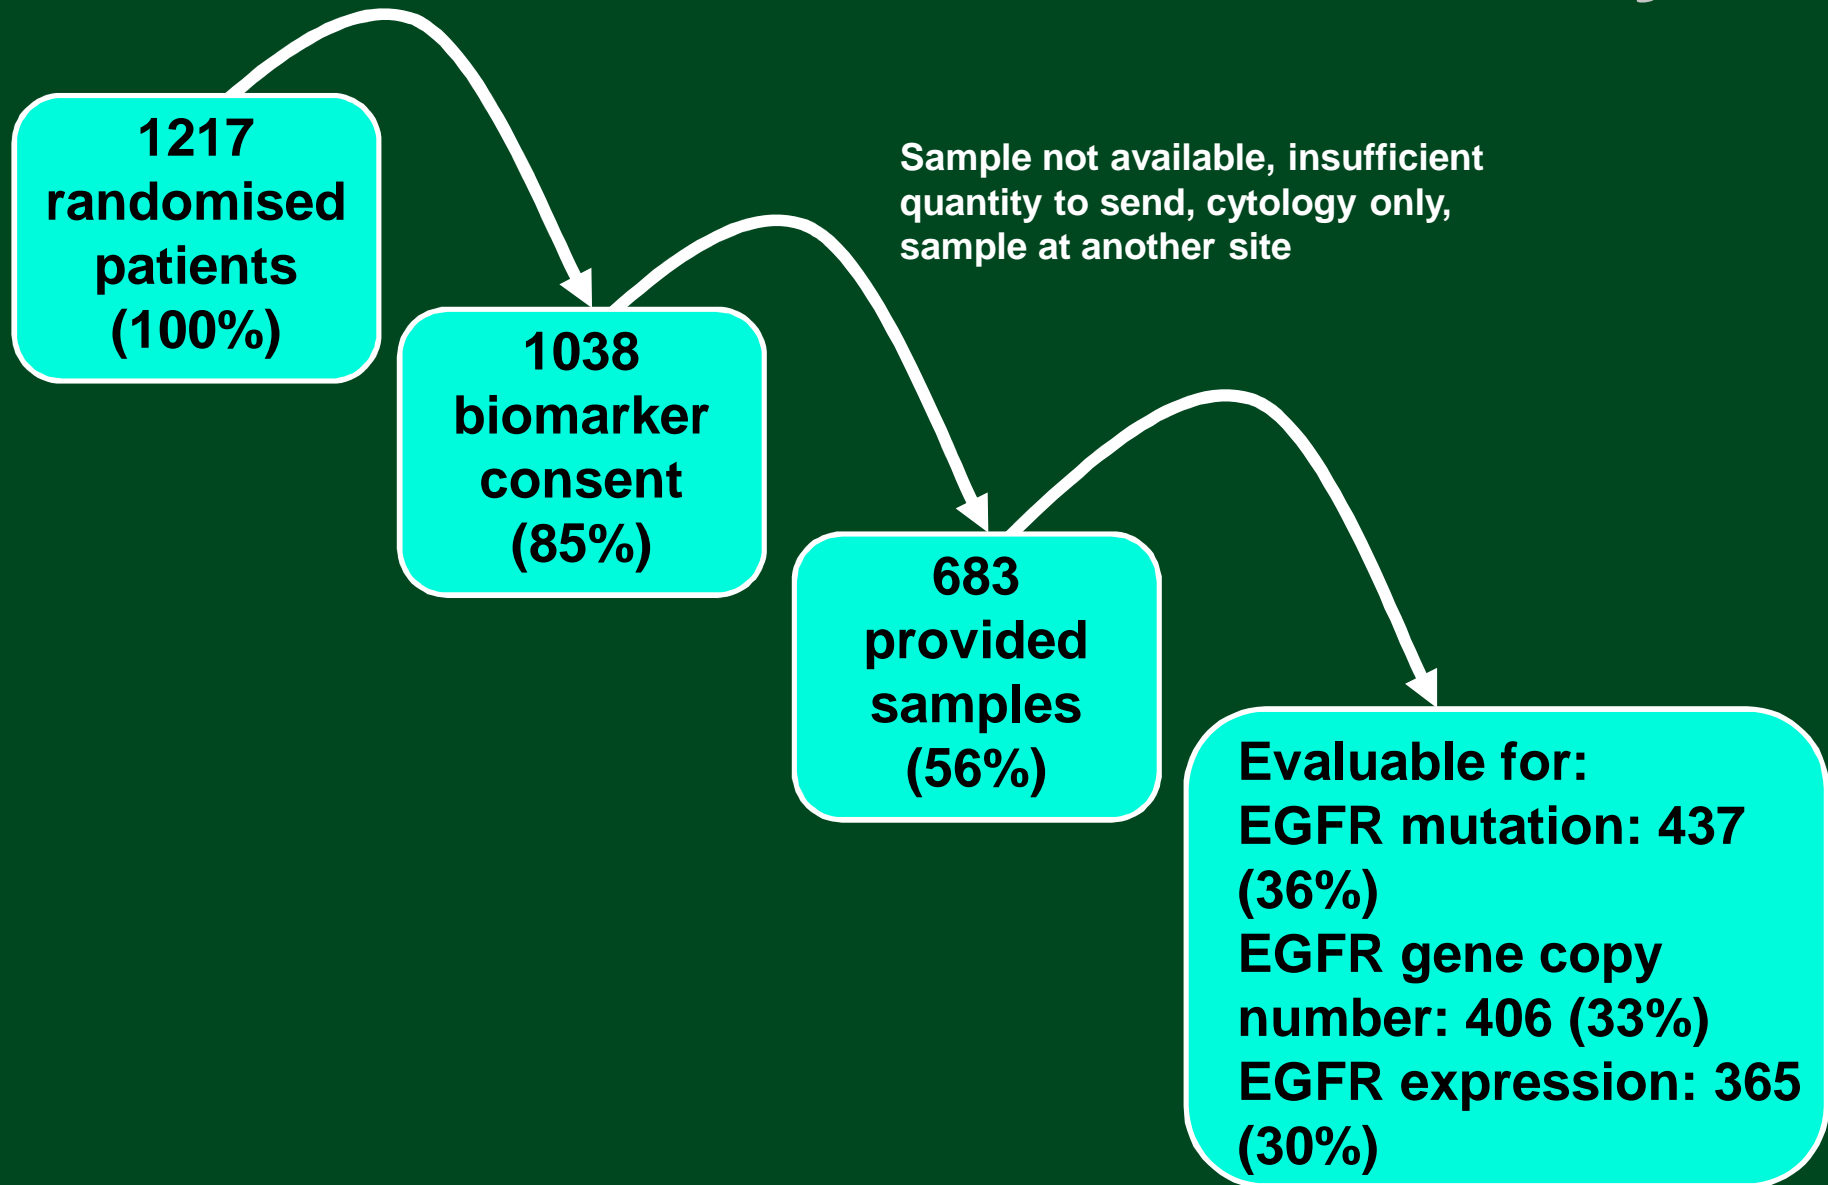 1217
randomised
patients
(100%)
Sample not available, insufficient
quantity to send, cytology only,
sample at another site
1038
biomarker
consent
(85%)
683
provided
samples
(56%)
Evaluable for:
EGFR mutation: 437
(36%)
EGFR gene copy
number: 406 (33%)
EGFR expression: 365
(30%)